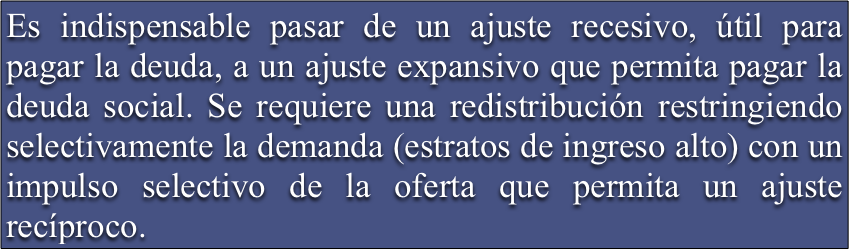 Es indispensable pasar de un ajuste recesivo, útil para
pagar la deuda, a un ajuste expansivo que permita pagar la
deuda social. Se requiere una redistribución restringiendo
selectivamente la demanda (estratos de ingreso alto) con un
impulso selectivo de la oferta que permita un ajuste
recíproco.